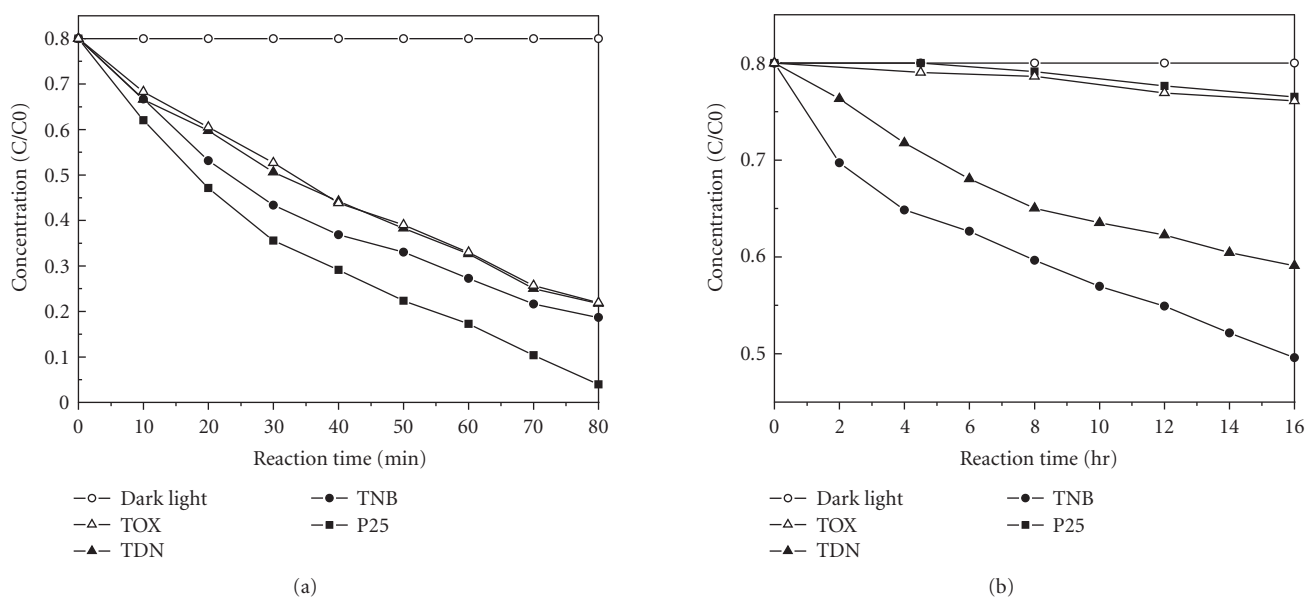 0.8
0.7
0.6
0.5
0.4
0.3
0.2
0.1
0
Concentration (C/C0)
0 10 20 30 40 50 60 70 80
Reaction time (min)
Dark light
TOX
TDN
TNB
P25
(a)
0.8
0.7
0.6
0.5
Concentration (C/C0)
0 2 4 6 8 10 12 14 16
Reaction time (hr)
Dark light
TOX
TDN
TNB
P25
(b)